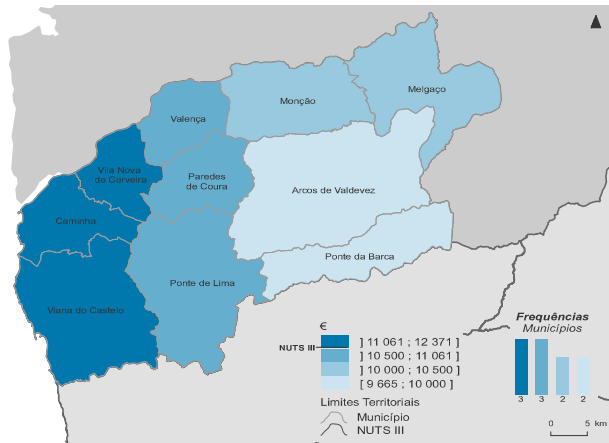 Melgaço
Monção
Valença
Vila Nova
de Cerveira
Paredes
de Coura
Arcos de Valdevez
Caminha
Ponte da Barca
Ponte de Lima
Viana do Castelo
€
] 11 061 ; 12 371 ]
NUTS III
] 10 500 ; 11 061 ]
] 10 000 ; 10 500 ]
[ 9 665 ; 10 000 ]
Limites Territoriais
Município
NUTS III
Frequências
Municípios
3 3 2 2
0 5 km